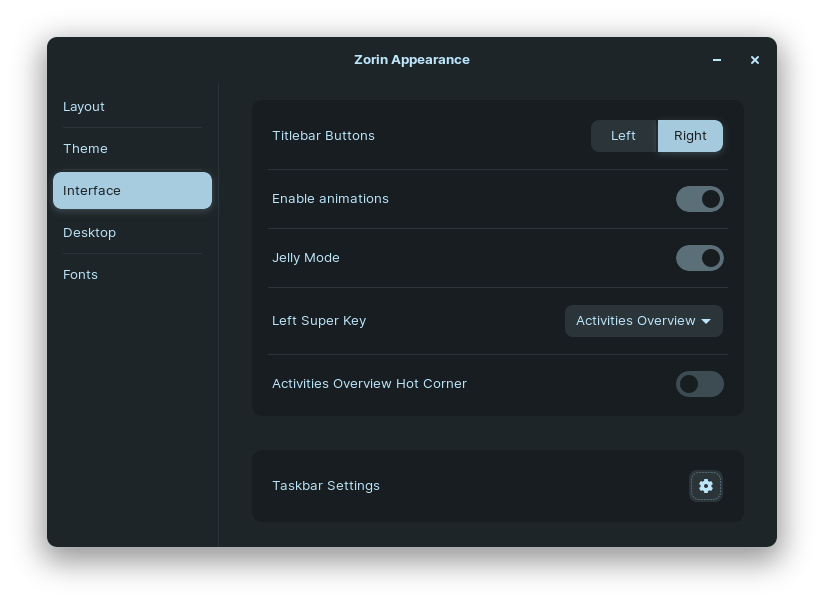 Zorin Appearance
Layout
Theme
Interface
Desktop
Fonts
Titlebar Buttons
Left
Right
Enable animations
Jelly Mode
Left Super Key
Activities Overview
Activities Overview Hot Corner
Taskbar Settings